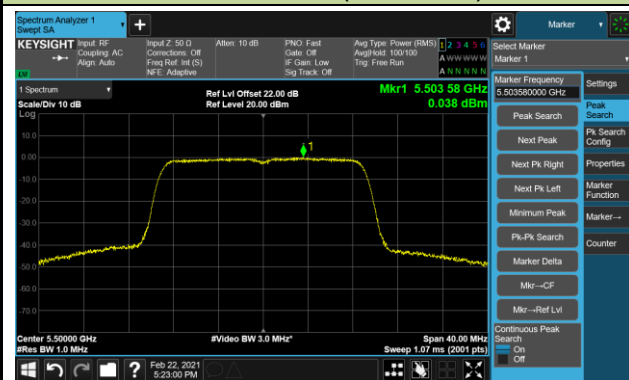 Spectrum Analyzer 1
Swept SA
Marker
KEYSIGHT
Input: RF
Coupling: AC
Align: Auto
Input Z: 50 Ω
Corrections: Off
Freq Ref: Int (S)
NFE: Adaptive
Atten: 10 dB
PNO: Fast
Gate: Off
IF Gain: Low
Sig Track: Off
Avg Type: Power (RMS)
Avg|Hold: 100/100
Trig: Free Run
1 2 3 4 5 6
A W W W W W
A N N N N N
LXI
Select Marker
Marker 1
1 Spectrum
Scale/Div 10 dB
Log
Ref Lvl Offset 22.00 dB
Ref Level 20.00 dBm
Mkr1 5.503 58 GHz
0.038 dBm
1
10.0
0.00
-10.0
-20.0
-30.0
-40.0
-50.0
-60.0
-70.0
Center 5.50000 GHz
#Res BW 1.0 MHz
#Video BW 3.0 MHz*
Span 40.00 MHz
Sweep 1.07 ms (2001 pts)
Marker Frequency
5.503580000 GHz
Peak Search
Next Peak
Next Pk Right
Next Pk Left
Minimum Peak
Pk-Pk Search
Marker Delta
Mkr→CF
Mkr→Ref Lvl
Continuous Peak
Search
On
Off
Settings
Peak
Search
Pk Search
Config
Properties
Marker
Function
Marker→
Counter
?
Feb 22, 2021
5:23:00 PM